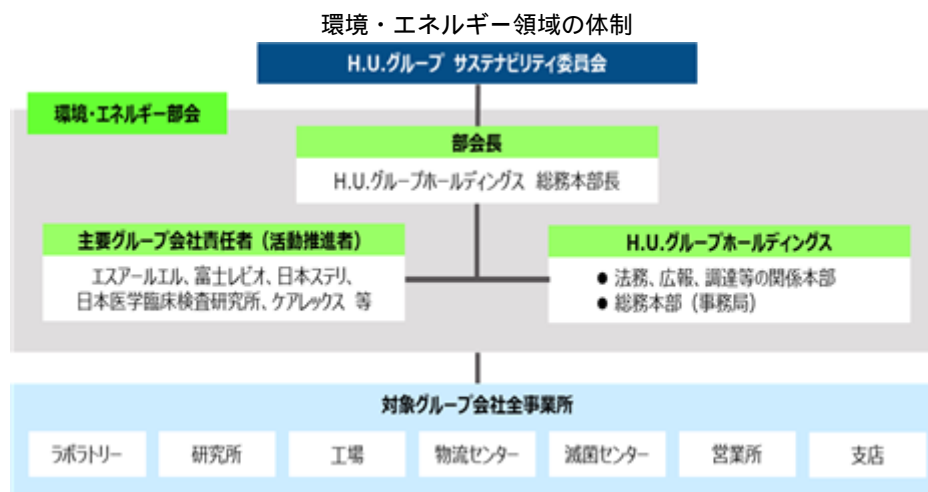 環境・エネルギー領域の体制
H.U.グループ サステナビリティ委員会
環境・エネルギー部会
部会長
H.U.グループホールディングス 総務本部長
主要グループ会社責任者（活動推進者）
エスアールエル、富士レビオ、日本ステリ、
日本医学臨床検査研究所、ケアレックス 等
H.U.グループホールディングス
● 法務、広報、調達等の関係本部
● 総務本部（事務局）
対象グループ会社全事業所
ラボラトリー
研究所
工場
物流センター
滅菌センター
営業所
支店